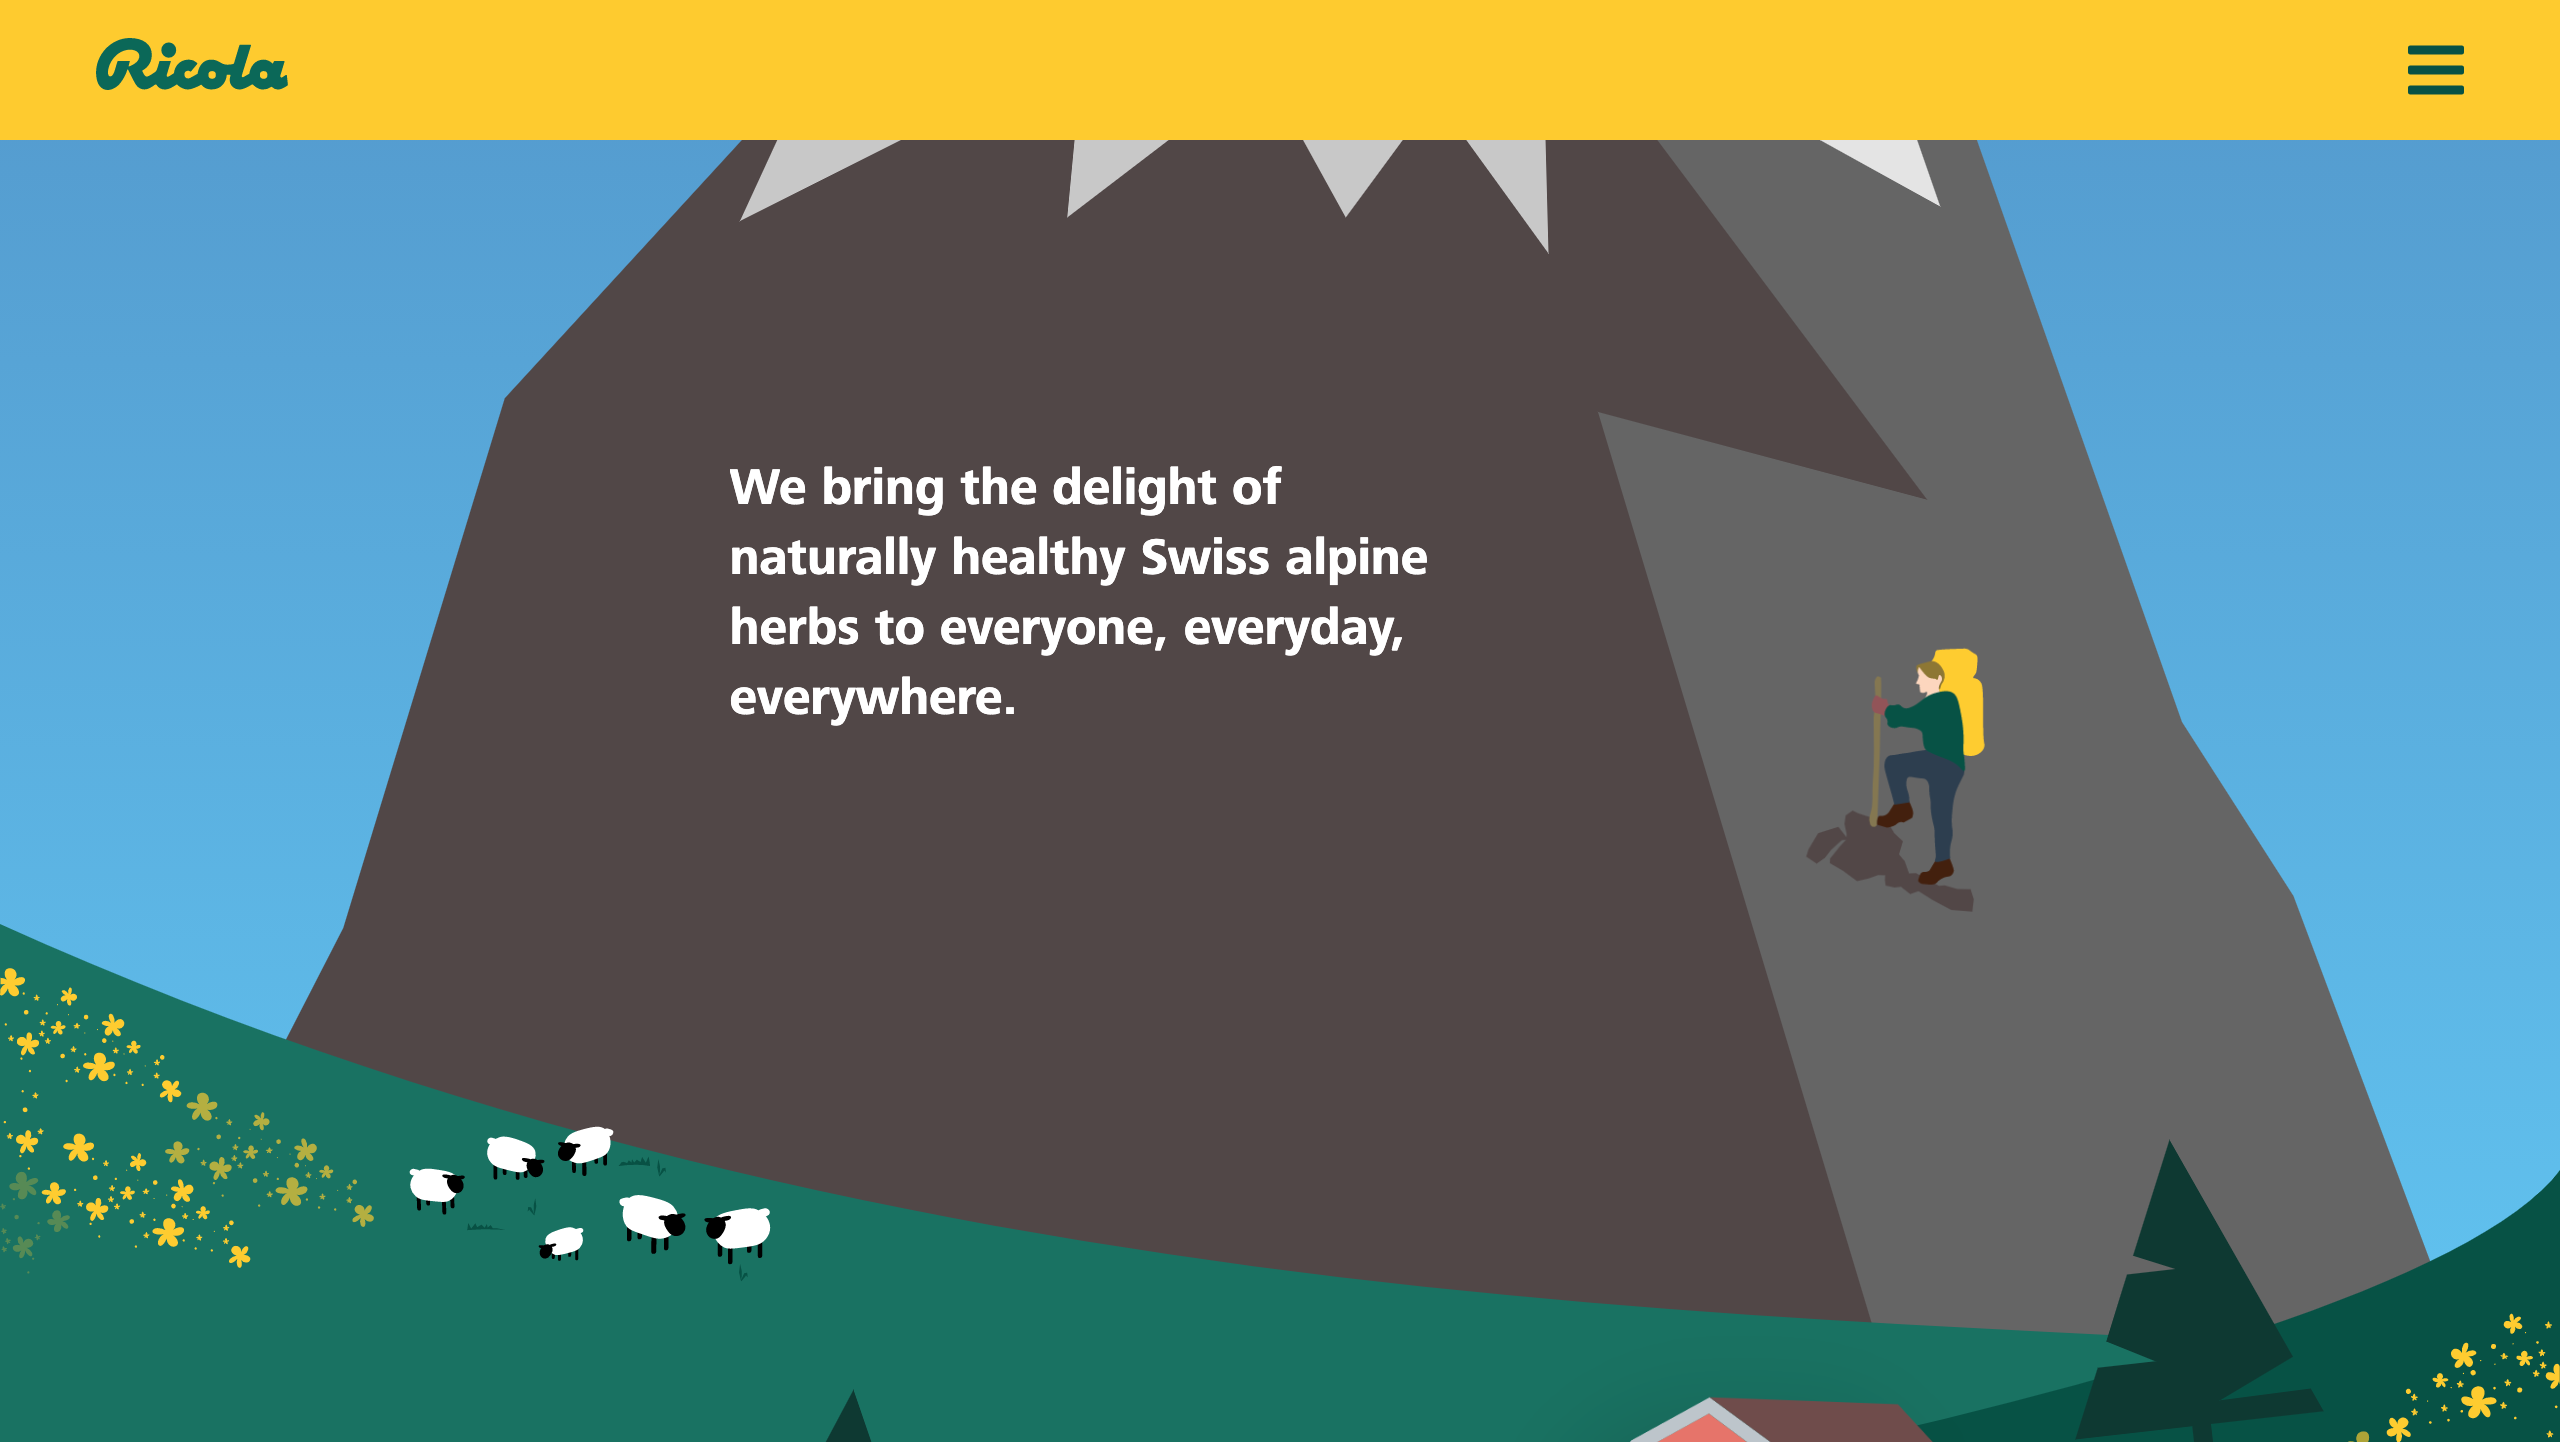 Ricola
We bring the delight of
naturally healthy Swiss alpine
herbs to everyone, everyday,
everywhere.